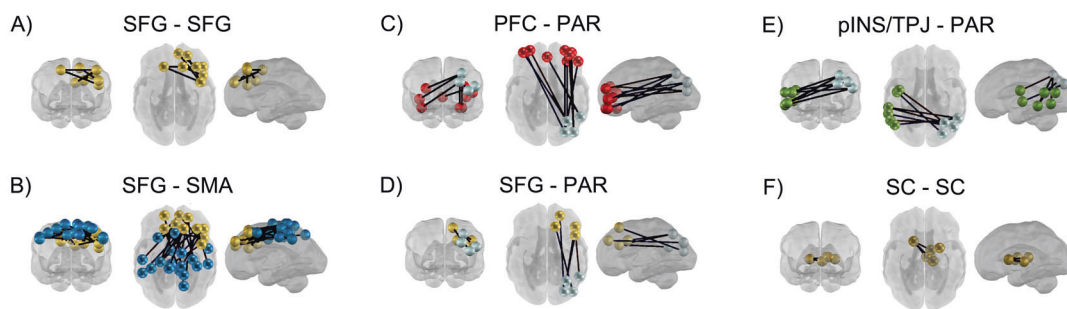 A) SFG - SFG
C) PFC - PAR
E) pINS/TPJ - PAR
B) SFG - SMA
D) SFG - PAR
F) SC - SC